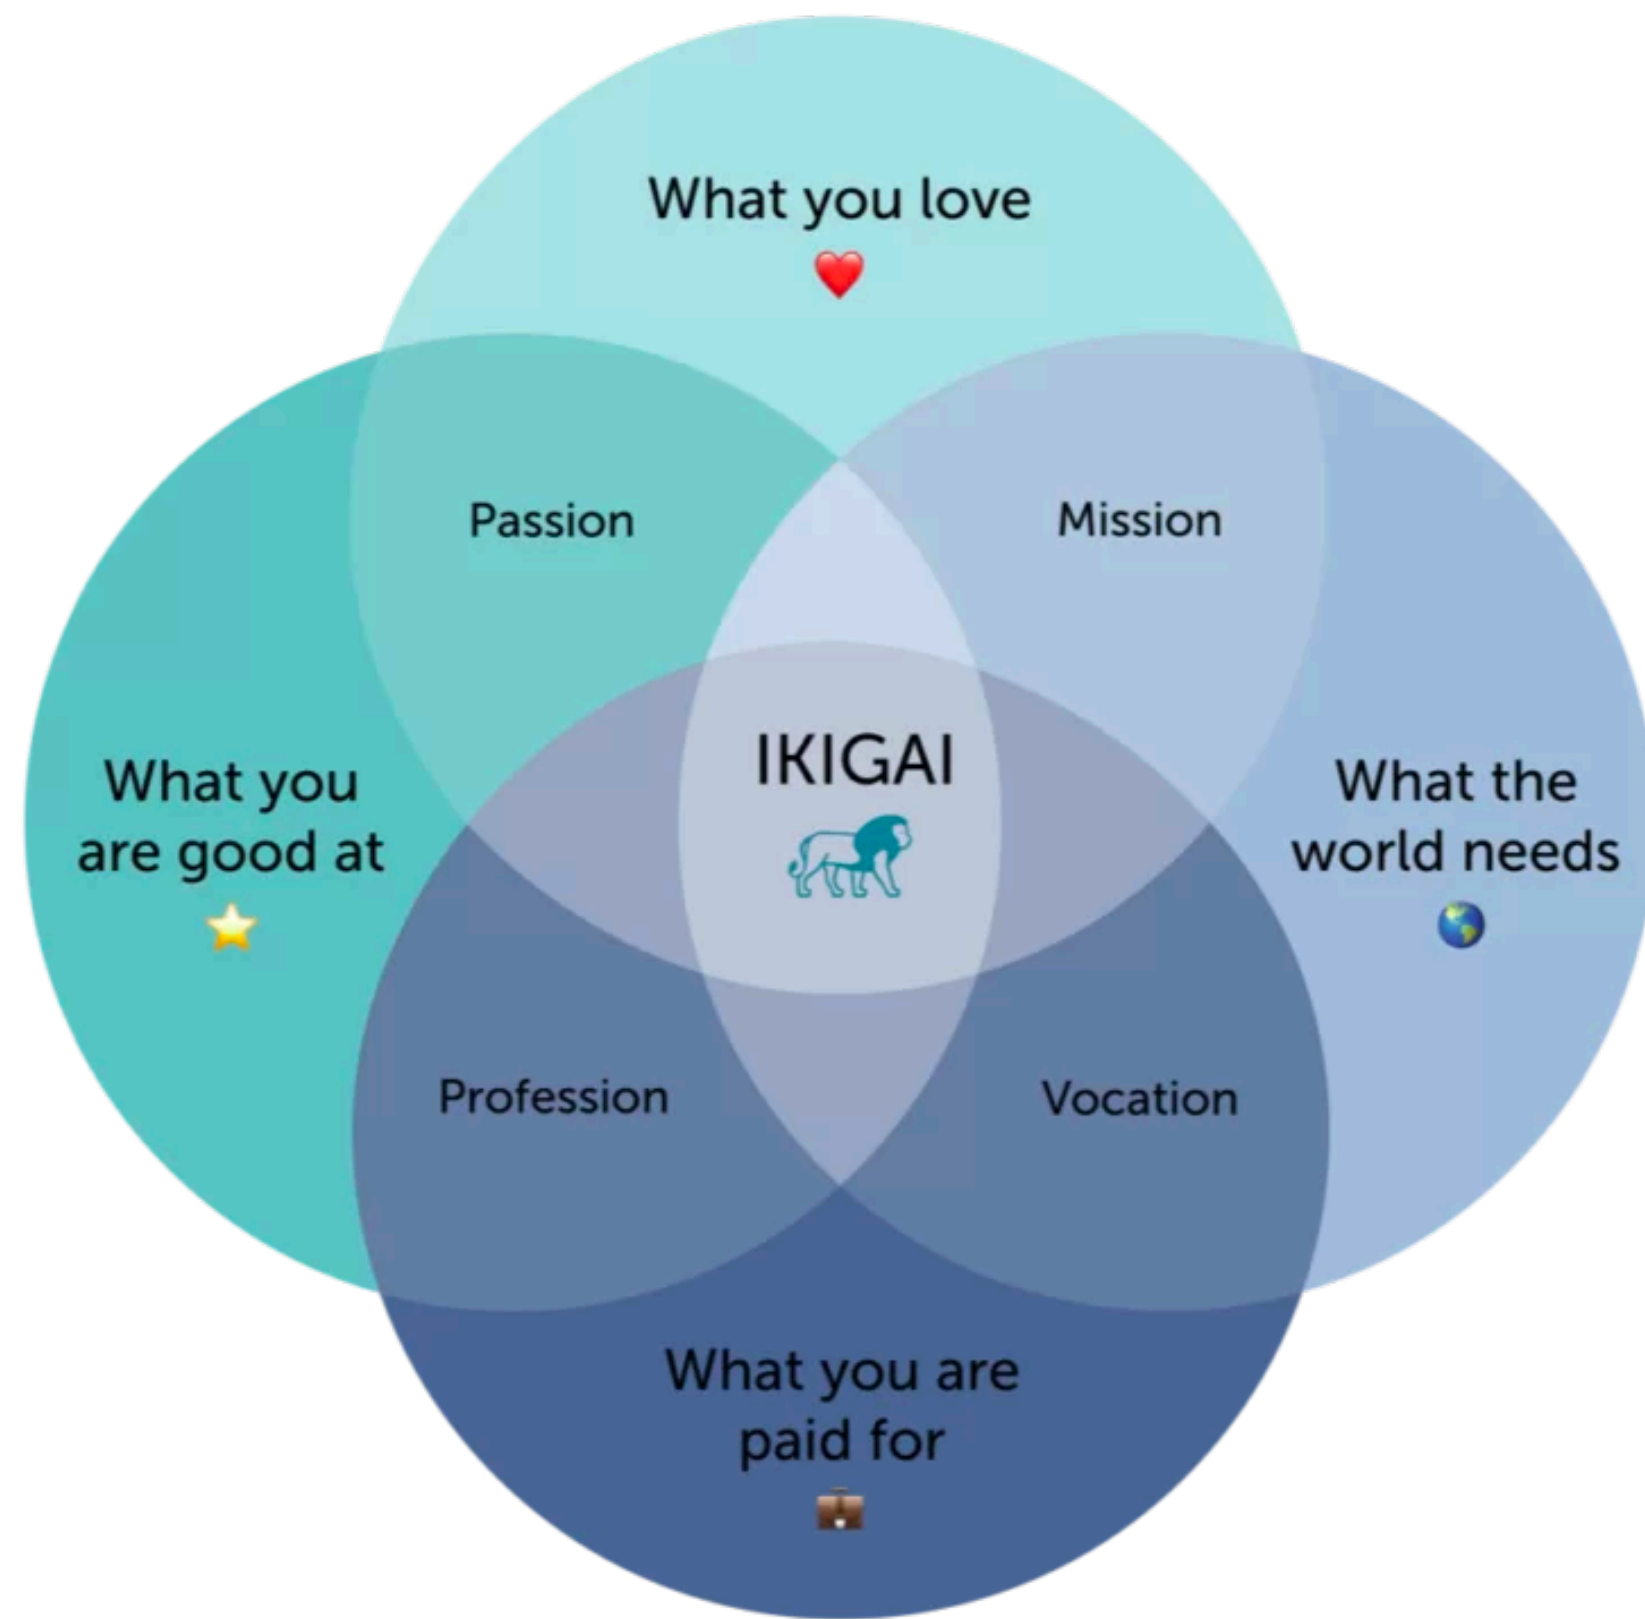 What you love
Passion
Mission
IKIGAI
What you
are good at
What the
world needs
Profession
Vocation
What you are
paid for